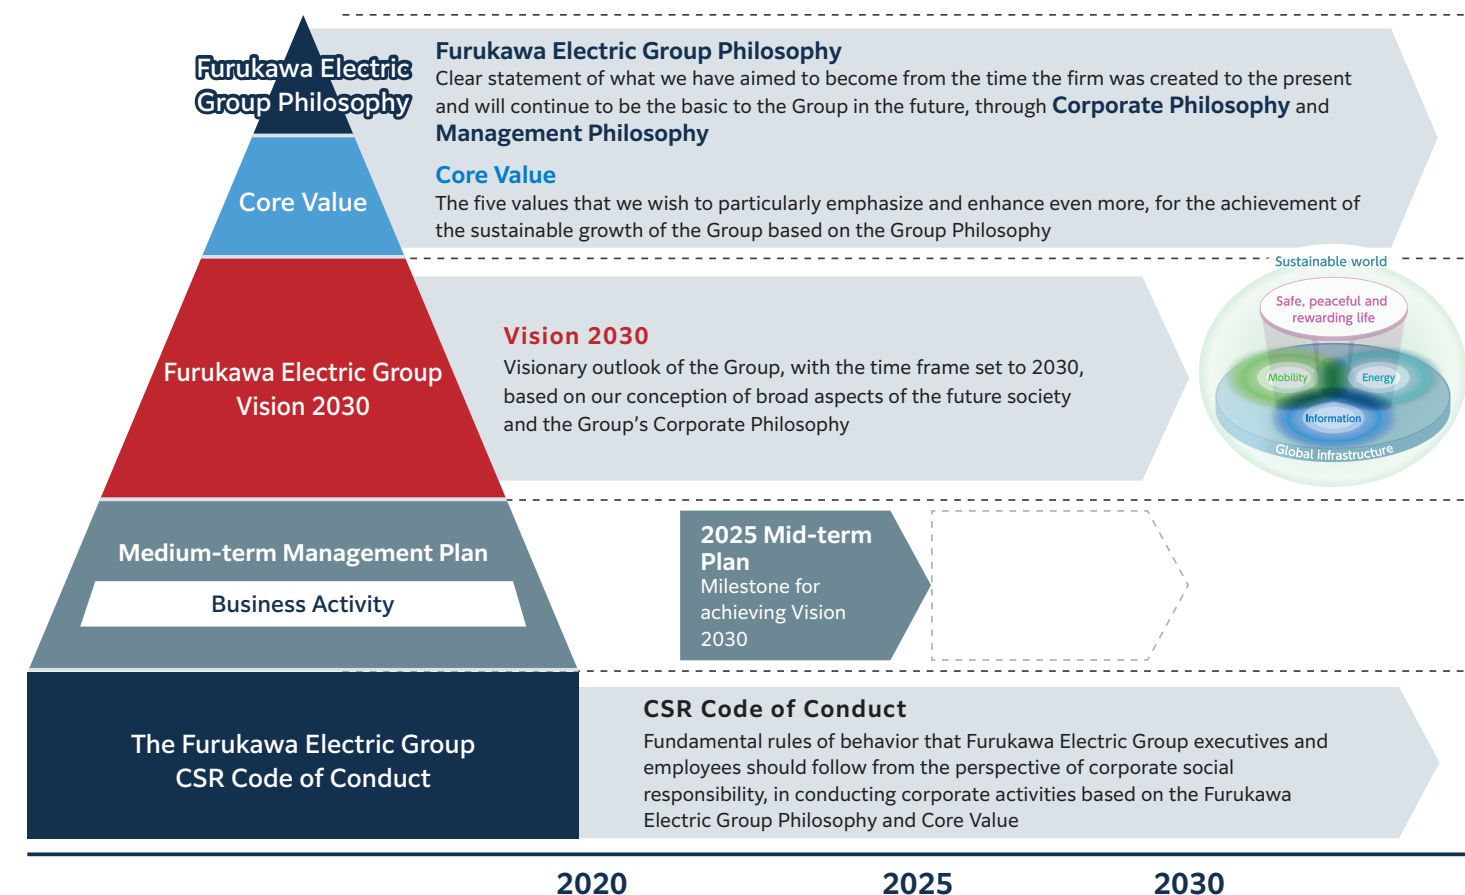 Furukawa Electric
Group Philosophy
Furukawa Electric Group Philosophy
Clear statement of what we have aimed to become from the time the firm was created to the present
and will continue to be the basic to the Group in the future, through Corporate Philosophy and
Management Philosophy
Core Value
Core Value
The five values that we wish to particularly emphasize and enhance even more, for the achievement of
the sustainable growth of the Group based on the Group Philosophy
Furukawa Electric Group
Vision 2030
Vision 2030
Visionary outlook of the Group, with the time frame set to 2030,
based on our conception of broad aspects of the future society
and the Group’s Corporate Philosophy
Sustainable world
Safe, peaceful and
rewarding life
Mobility
Energy
Information
Global infrastructure
Medium-term Management Plan
Business Activity
2025 Mid-term
Plan
Milestone for
achieving Vision
2030
The Furukawa Electric Group
CSR Code of Conduct
CSR Code of Conduct
Fundamental rules of behavior that Furukawa Electric Group executives and
employees should follow from the perspective of corporate social
responsibility, in conducting corporate activities based on the Furukawa
Electric Group Philosophy and Core Value
2020
2025
2030